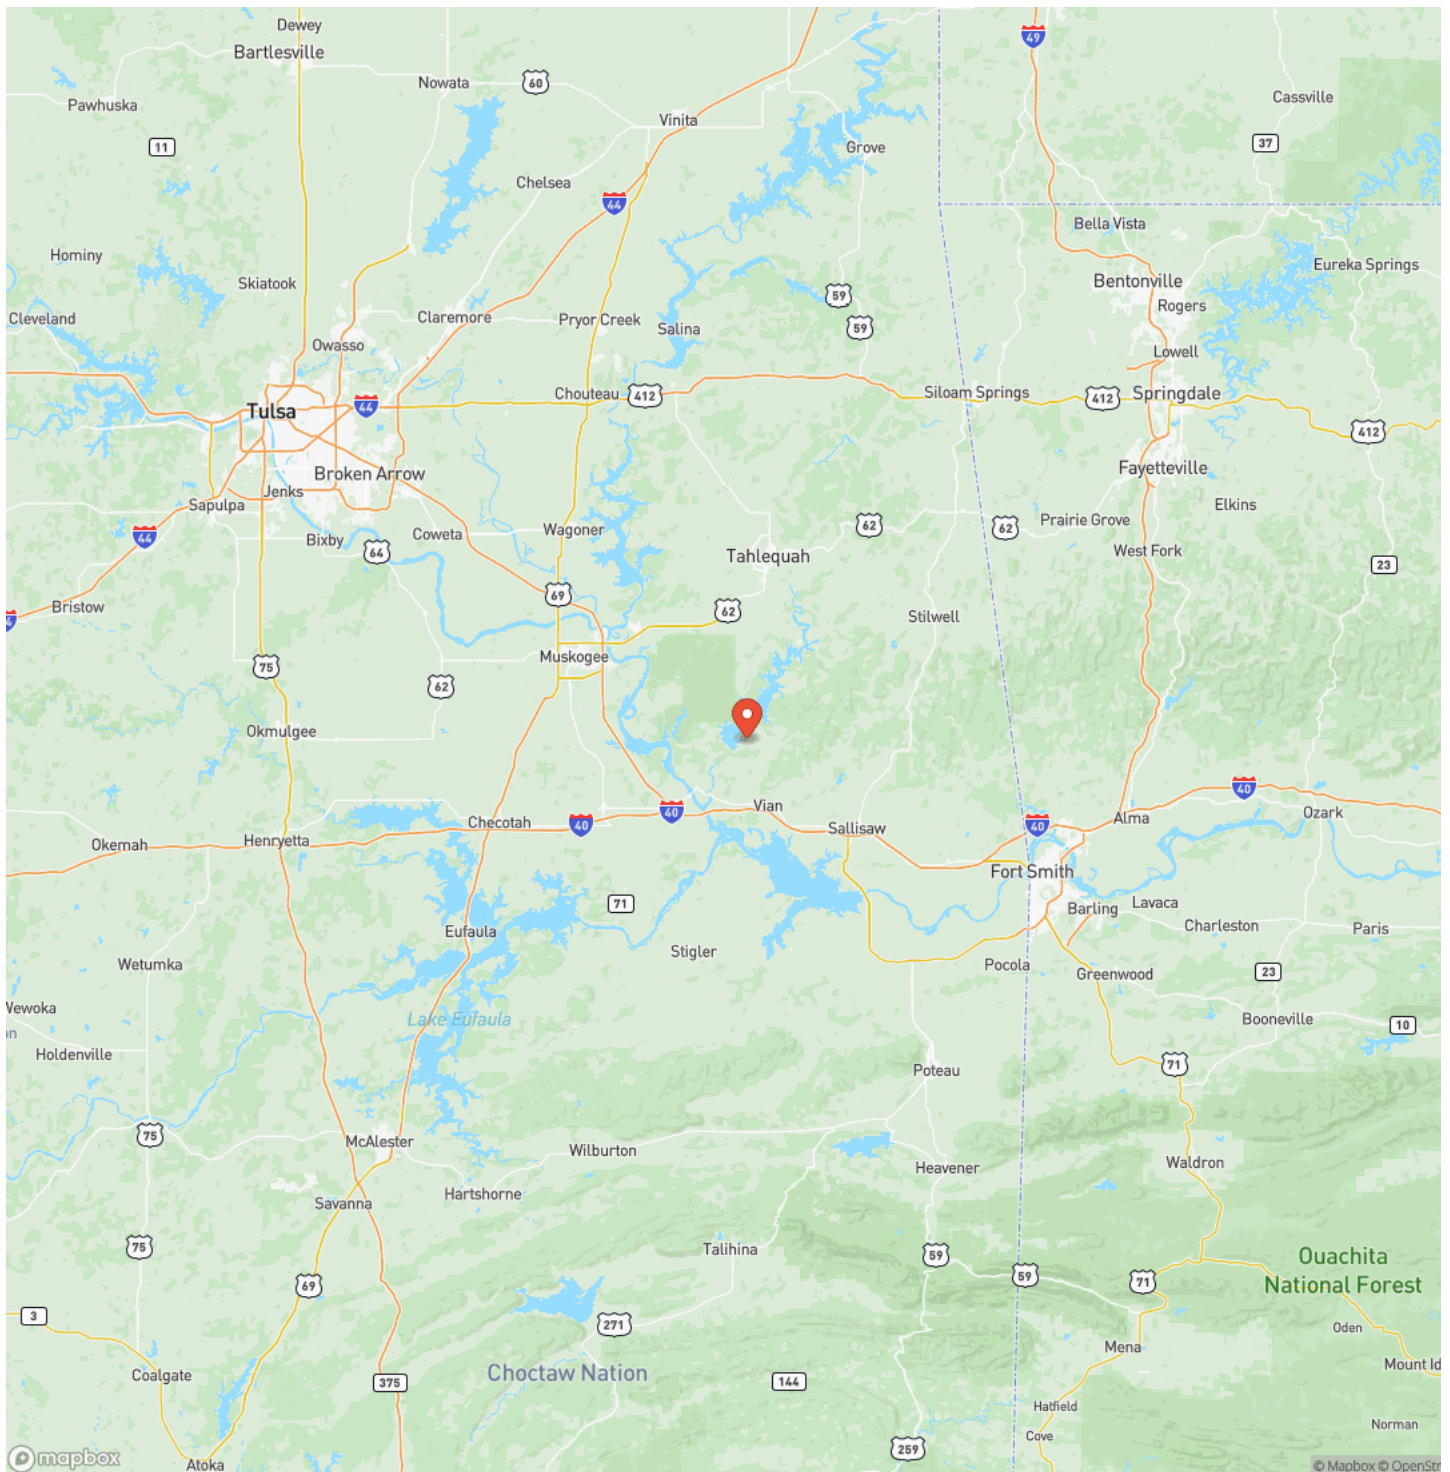 Dewey
Bartlesville
49
Nowata
60
Pawhuska
Cassville
Vinita
11
37
Grove
Chelsea
44
Bella Vista
Hominy
Eureka Springs
Skiatook
Bentonville
59
Rogers
Cleveland
Claremore
Pryor Creek
Salina
59
Owasso
Lowell
Chouteau
412
Siloam Springs
412
Springdale
Tulsa
44
412
Broken Arrow
Fayetteville
Jenks
Sapulpa
Elkins
Prairie Grove
62
62
Wagoner
Coweta
44
Bixby
64
West Fork
Tahlequah
23
69
Bristow
62
Stilwell
4
Muskogee
75
62
Okmulgee
40
Vian
40
Ozark
Checotah
40
Sallisaw
40
Alma
Henryetta
Okemah
Fort Smith
71
Lavaca
Barling
Charleston
Paris
Eufaula
Stigler
Wetumka
Pocola
Greenwood
23
Wewoka
Lake Eufaula
Booneville
10
on
Holdenville
71
Poteau
75
McAlester
Wilburton
Waldron
Heavener
Hartshorne
Savanna
75
Talihina
59
Ouachita
National Forest
59
71
69
3
271
Oden
Mena
Mount Id
Choctaw Nation
Coalgate
375
144
Hatfield
Norman
Cove
259
mapbox
Atoka
© Mapbox © OpenStr